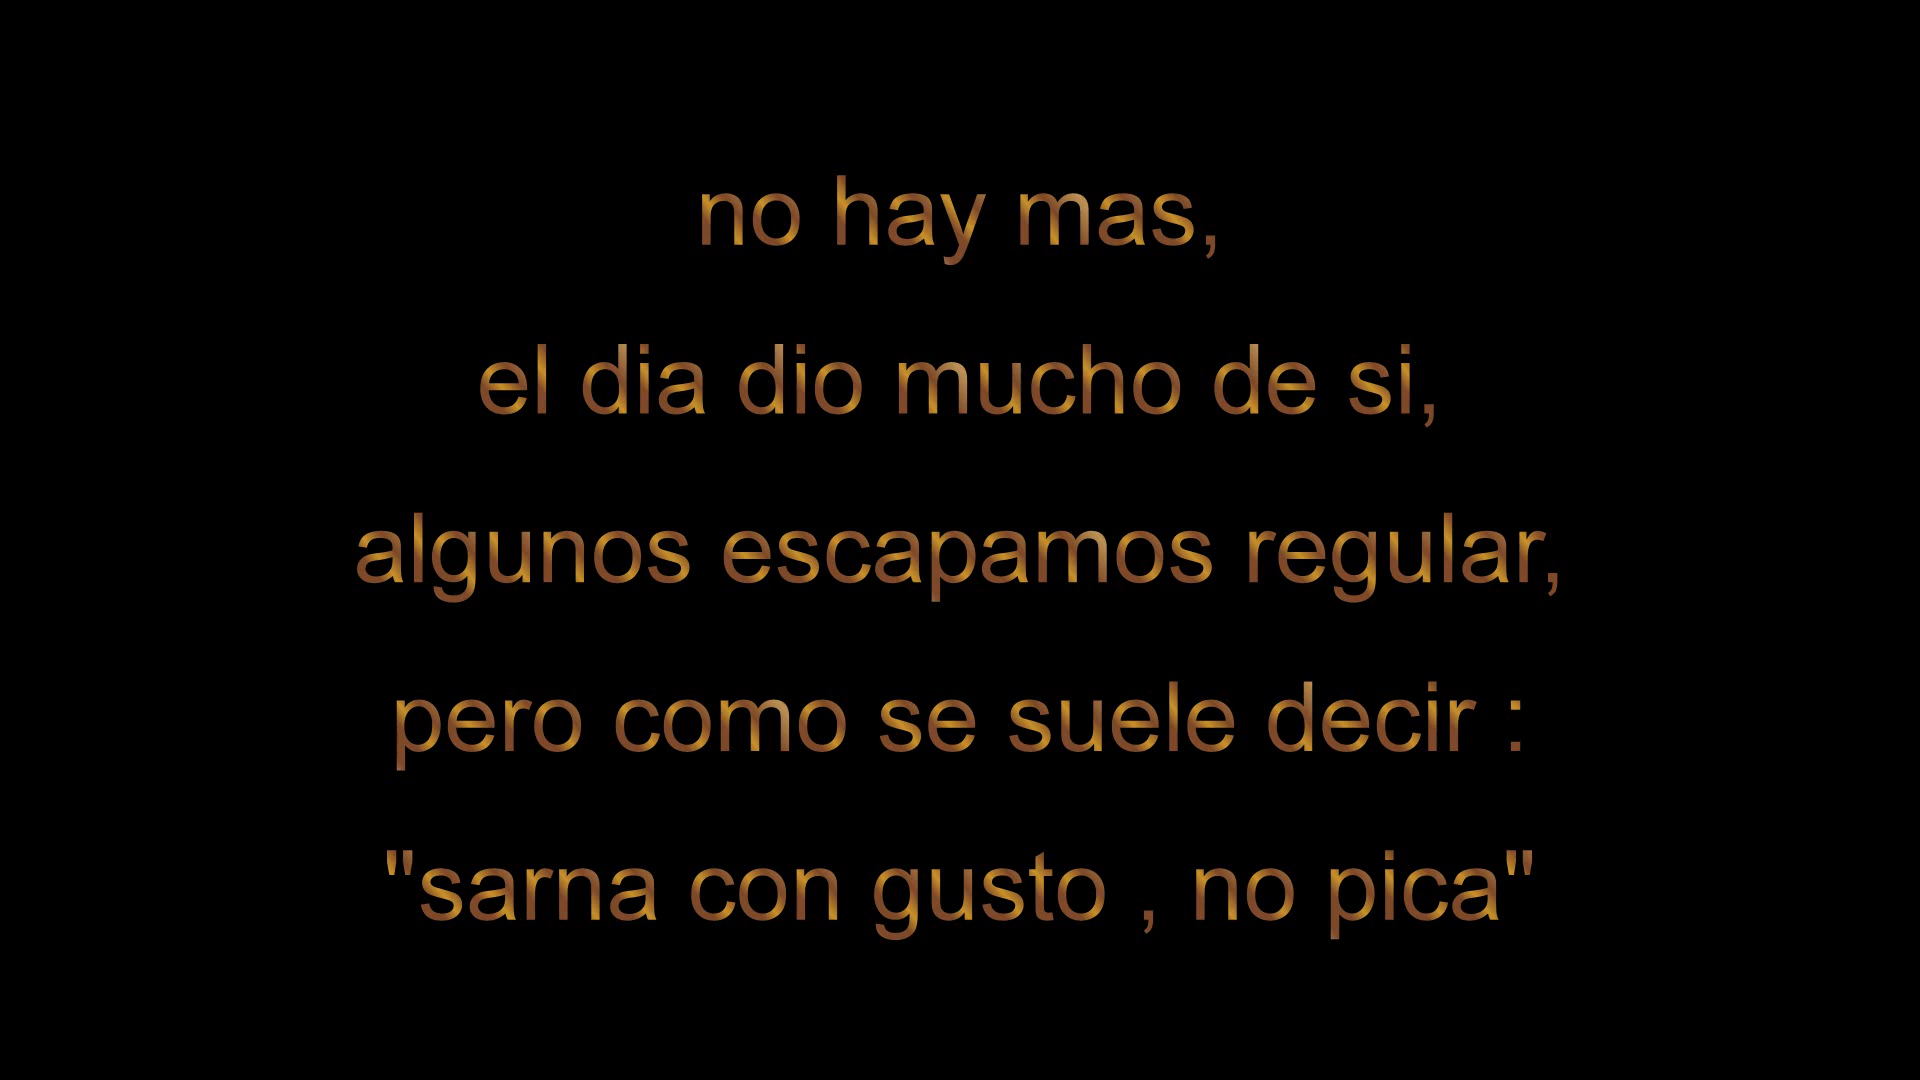 no hay mas,
el dia dio mucho de si,
algunos escapamos regular,
pero como se suele decir :
"sarna con gusto , no pica"